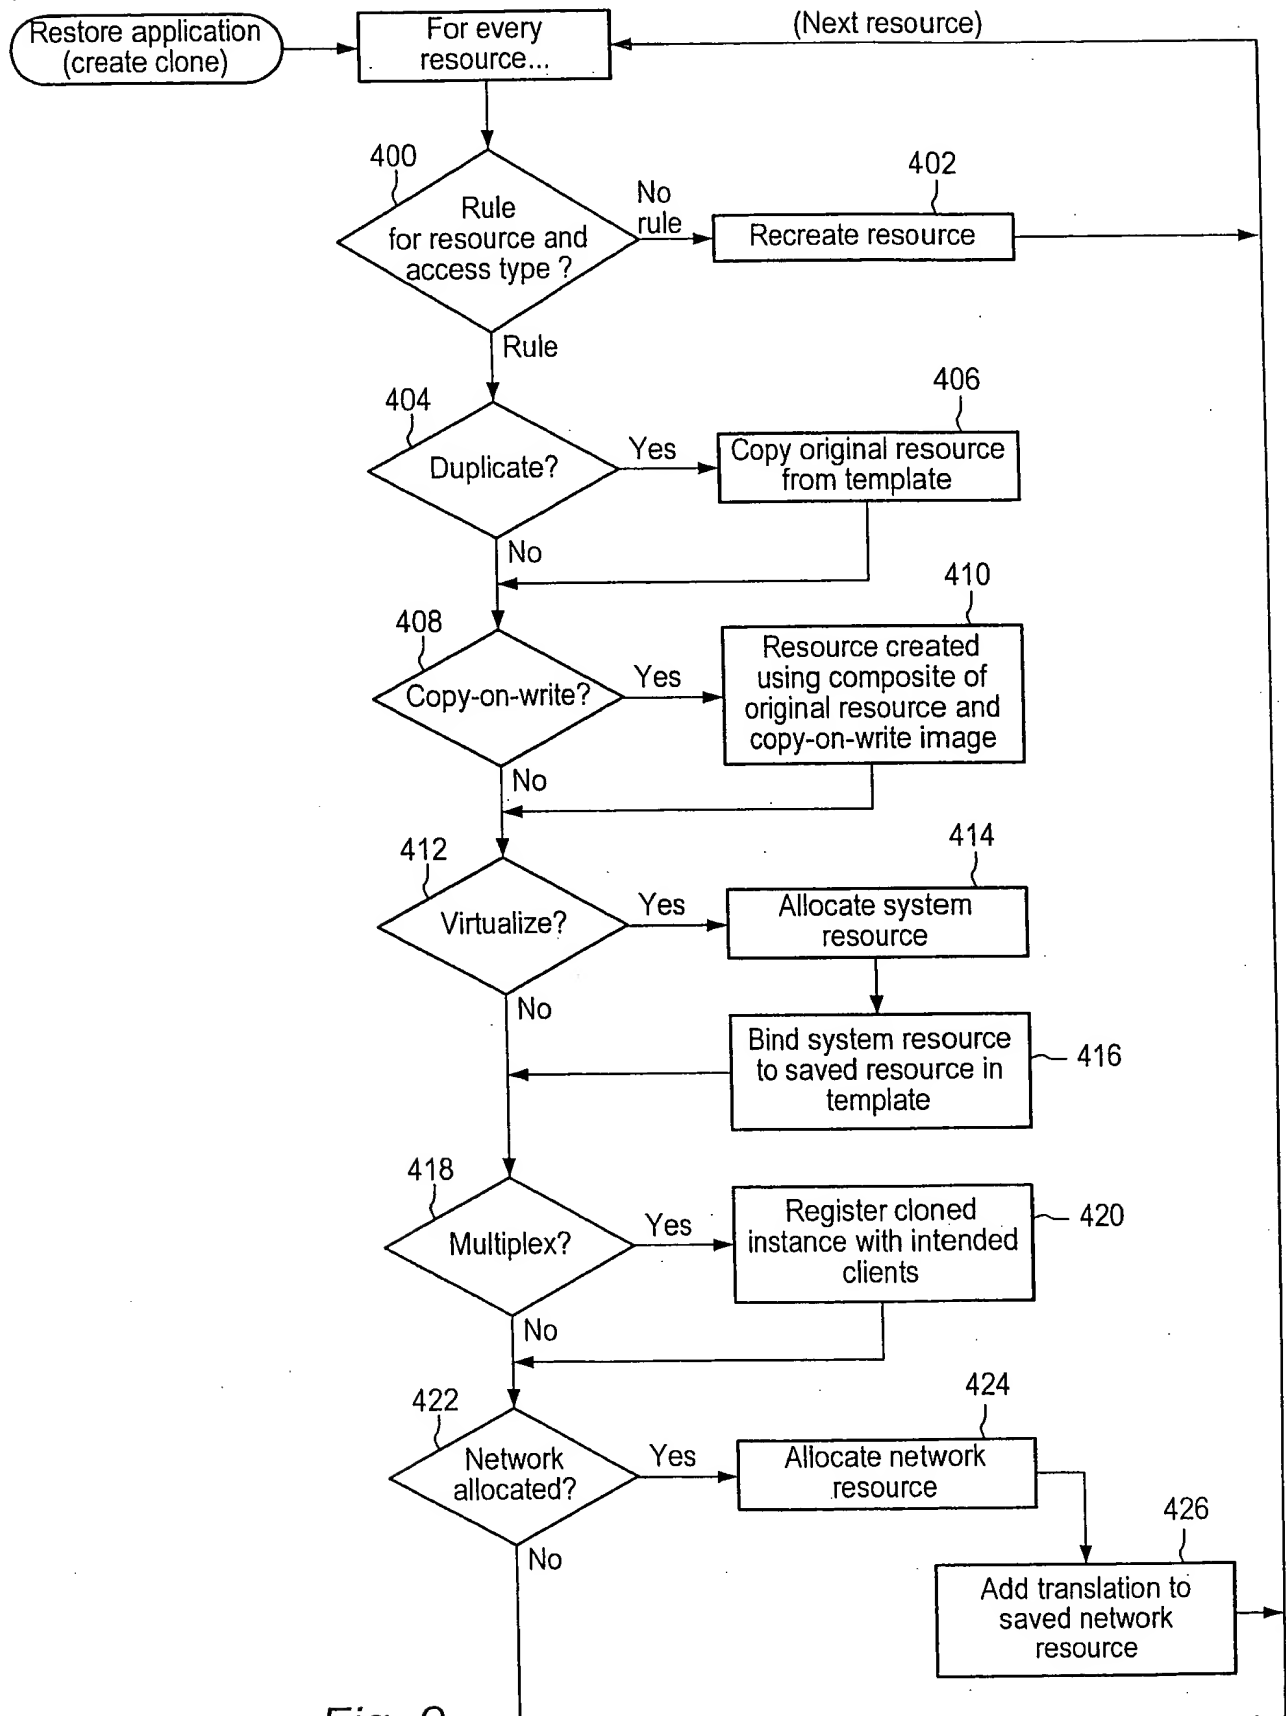 Restore application
(create clone)
For every
resource...
(Next resource)
400
Rule
for resource and
access type ?
No
rule
402
Recreate resource
Rule
404
Duplicate?
Yes
406
Copy original resource
from template
No
408
Copy-on-write?
Yes
410
Resource created
using composite of
original resource and
copy-on-write image
No
412
Virtualize?
Yes
414
Allocate system
resource
No
Bind system resource
to saved resource in
template
416
418
Multiplex?
Yes
Register cloned
instance with intended
clients
420
No
422
Network
allocated?
Yes
424
Allocate network
resource
No
426
Add translation to
saved network
resource